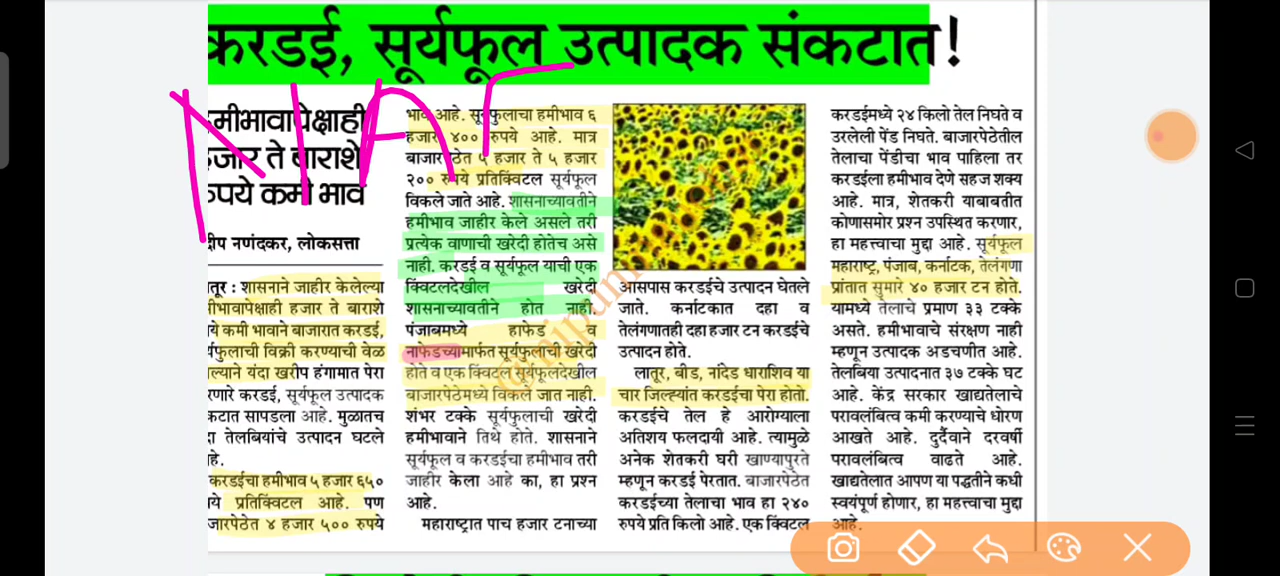 करडई, सूर्यफूल उत्पादक संकटात!
हमीभावापेक्षाही
हजार ते बाराशे
रुपये कमी भाव
दीप नणंदकर, लोकसत्ता
तूर : शासनाने जाहीर केलेल्या
मीभावापेक्षाही हजार ते बाराशे
ये कमी भावाने बाजारात करडई,
र्यफुलाची विक्री करण्याची वेळ
ल्याने यंदा खरीप हंगामात पेरा
रणारे करडई, सूर्यफूल उत्पादक
कटात सापडला आहे. मुळातच
दा तेलबियांचे उत्पादन घटले
हे.
करडईचा हमीभाव ५ हजार ६५०
ये प्रतिक्विंटल आहे. पण
जारपेठेत ४ हजार ५०० रुपये
भाव आहे. सूर्यफुलाचा हमीभाव ६
हजार ४०० रुपये आहे. मात्र
बाजारपेठेत ५ हजार ते ५ हजार
२०० रुपये प्रतिक्विंटल सूर्यफूल
विकले जाते आहे. शासनाच्यावतीने
हमीभाव जाहीर केले असले तरी
प्रत्येक वाणाची खरेदी होतेच असे
नाही. करडई व सूर्यफूल याची एक
क्विंटलदेखील खरेदी
शासनाच्यावतीने होत नाही.
पंजाबमध्ये हाफेड व
नाफेडच्यामार्फत सूर्यफुलाची खरेदी
होते व एक क्विंटल सूर्यफूलदेखील
बाजारपेठेमध्ये विकले जात नाही.
शंभर टक्के सूर्यफुलाची खरेदी
हमीभावाने तिथे होते. शासनाने
सूर्यफूल व करडईचा हमीभाव तरी
जाहीर केला आहे का, हा प्रश्न
आहे.
महाराष्ट्रात पाच हजार टनाच्या
आसपास करडईचे उत्पादन घेतले
जाते. कर्नाटकात दहा व
तेलंगणातही दहा हजार टन करडईचे
उत्पादन होते.
लातूर, बीड, नांदेड धाराशिव या
चार जिल्ह्यांत करडईचा पेरा होतो.
करडईचे तेल हे आरोग्याला
अतिशय फलदायी आहे. त्यामुळे
अनेक शेतकरी घरी खाण्यापुरते
म्हणून करडई पेरतात. बाजारपेठेत
करडईच्या तेलाचा भाव हा २४०
रुपये प्रति किलो आहे. एक क्विंटल
करडईमध्ये २४ किलो तेल निघते व
उरलेली पेंड निघते. बाजारपेठेतील
तेलाचा पेंडीचा भाव पाहिला तर
करडईला हमीभाव देणे सहज शक्य
आहे. मात्र, शेतकरी याबाबतीत
कोणासमोर प्रश्न उपस्थित करणार,
हा महत्त्वाचा मुद्दा आहे. सूर्यफूल
महाराष्ट्र, पंजाब, कर्नाटक, तेलंगणा
प्रांतात सुमारे ४० हजार टन होते.
यामध्ये तेलाचे प्रमाण ३३ टक्के
असते. हमीभावाचे संरक्षण नाही
म्हणून उत्पादक अडचणीत आहे.
तेलबिया उत्पादनात ३७ टक्के घट
आहे. केंद्र सरकार खाद्यतेलाचे
परावलंबित्व कमी करण्याचे धोरण
आखते आहे. दुर्दैवाने दरवर्षी
परावलंबित्व वाढते आहे.
खाद्यतेलात आपण या पद्धतीने कधी
स्वयंपूर्ण होणार, हा महत्त्वाचा मुद्दा
आहे.